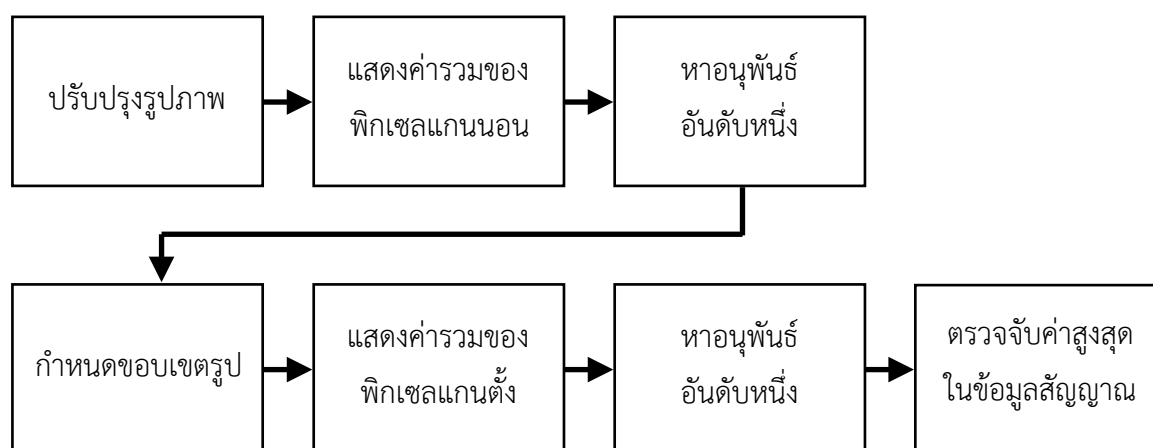 ปรับปรุงรูปภาพ
แสดงค่ารวมของ
พิกเซลแกนนอน
หาอนุพันธ์
อันดับหนึ่ง
กำหนดขอบเขตรูป
แสดงค่ารวมของ
พิกเซลแกนตั้ง
หาอนุพันธ์
อันดับหนึ่ง
ตรวจจับค่าสูงสุด
ในข้อมูลสัญญาณ